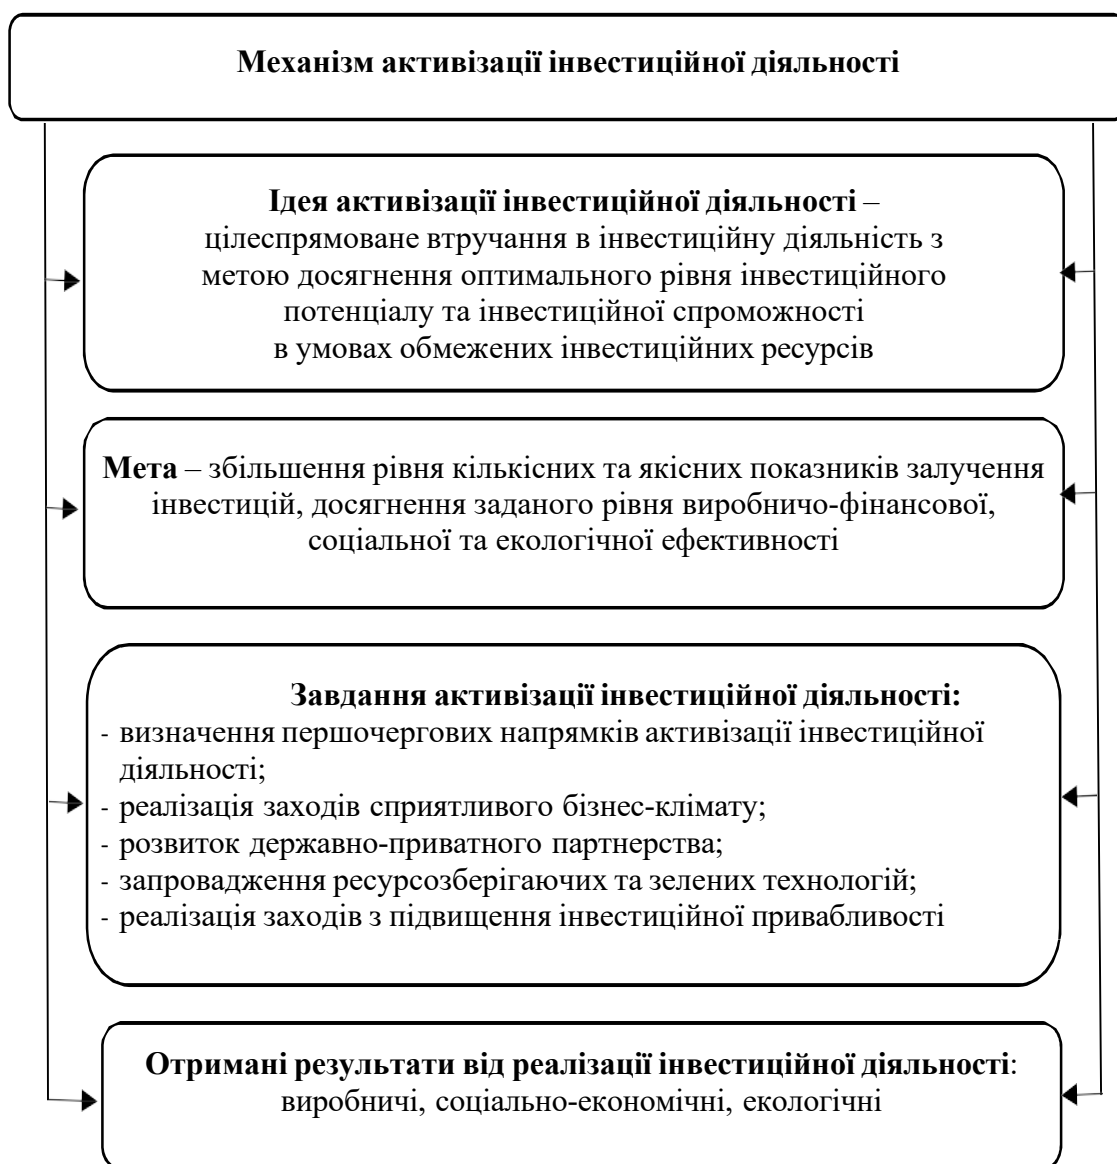 Механізм активізації інвестиційної діяльності
Ідея активізації інвестиційної діяльності –
цілеспрямоване втручання в інвестиційну діяльність з
метою досягнення оптимального рівня інвестиційного
потенціалу та інвестиційної спроможності
в умовах обмежених інвестиційних ресурсів
Мета – збільшення рівня кількісних та якісних показників залучення
інвестицій, досягнення заданого рівня виробничо-фінансової,
соціальної та екологічної ефективності
Завдання активізації інвестиційної діяльності:
- визначення першочергових напрямків активізації інвестиційної
діяльності;
- реалізація заходів сприятливого бізнес-клімату;
- розвиток державно-приватного партнерства;
- запровадження ресурсозберігаючих та зелених технологій;
- реалізація заходів з підвищення інвестиційної привабливості
Отримані результати від реалізації інвестиційної діяльності:
виробничі, соціально-економічні, екологічні